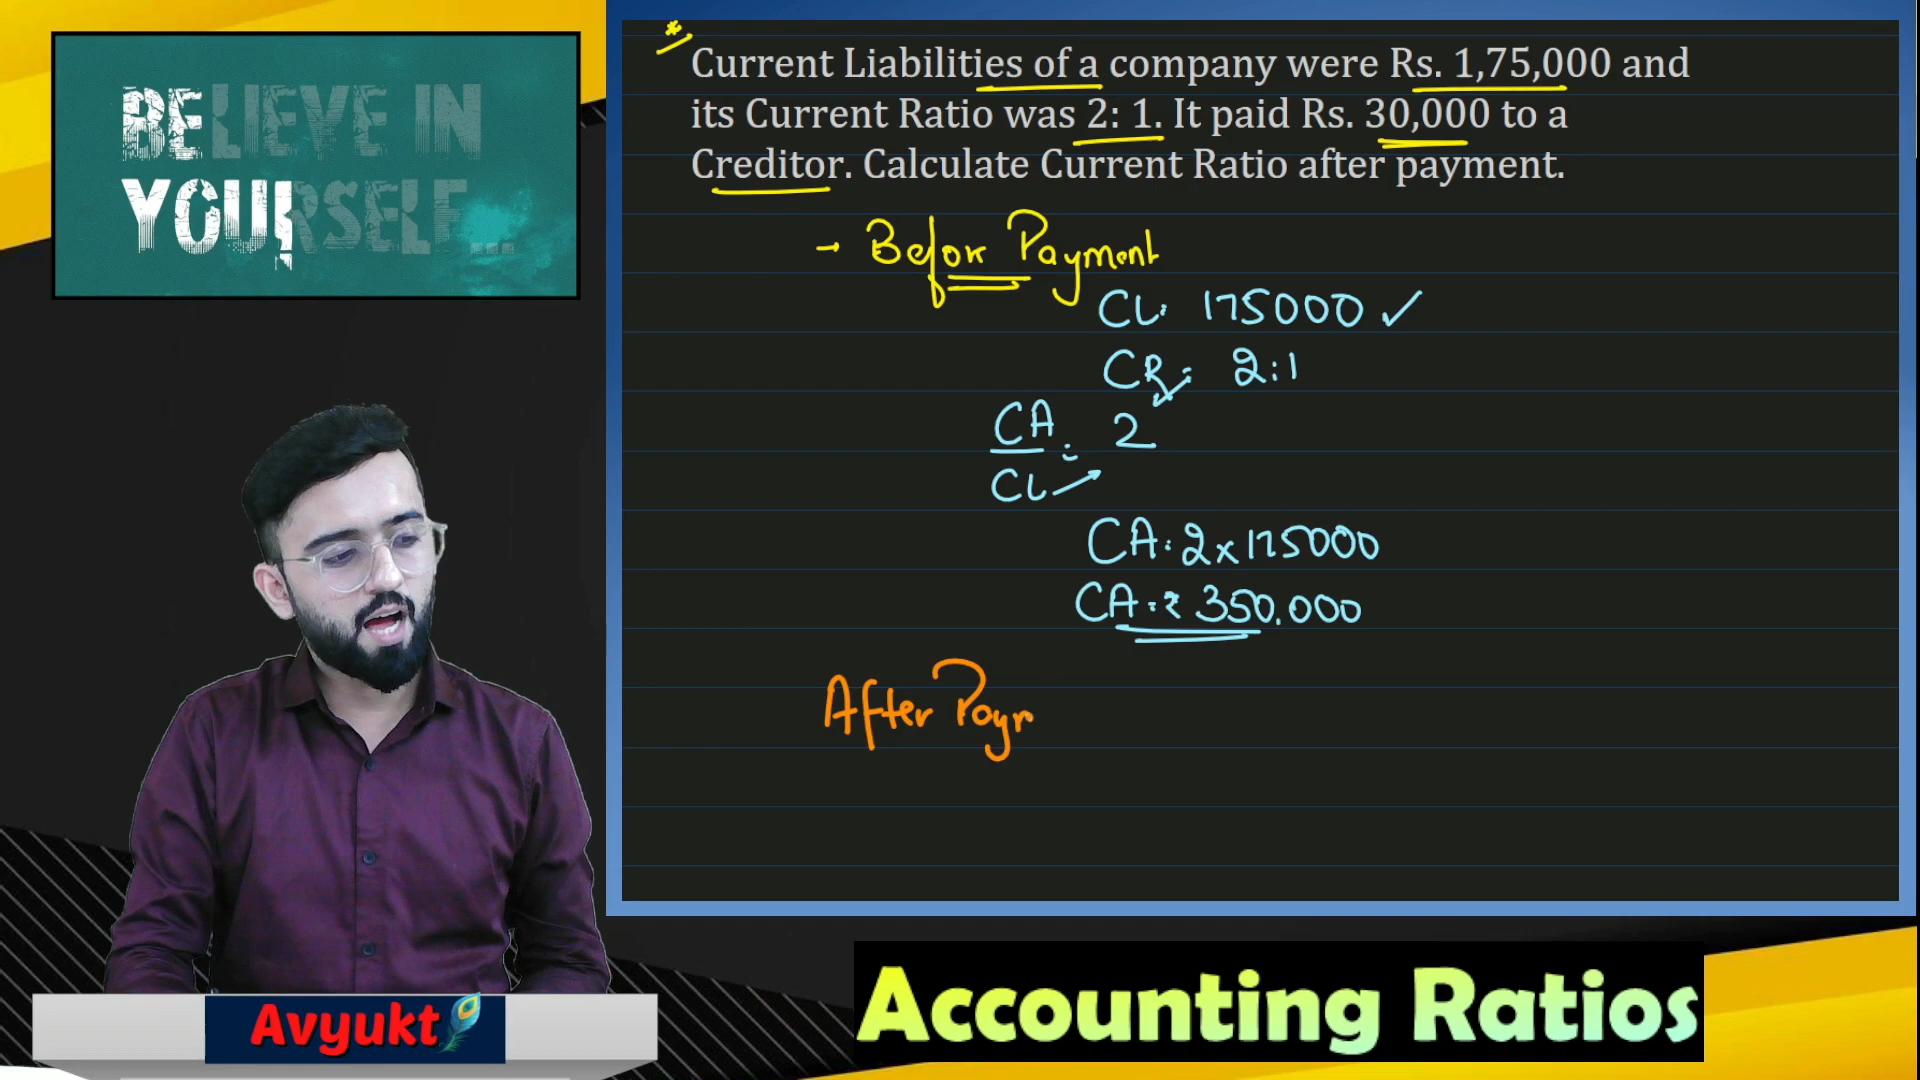 BELIEVE IN
YOURSELF...
Current Liabilities of a company were Rs. 1,75,000 and
its Current Ratio was 2: 1. It paid Rs. 30,000 to a
Creditor. Calculate Current Ratio after payment.
→ Before Payment
CL: 175000 ✓
CR: 2:1
CA = 2
CL
CA: 2x175000
CA = ₹ 350.000
After Paym
Avyukt
Accounting Ratios